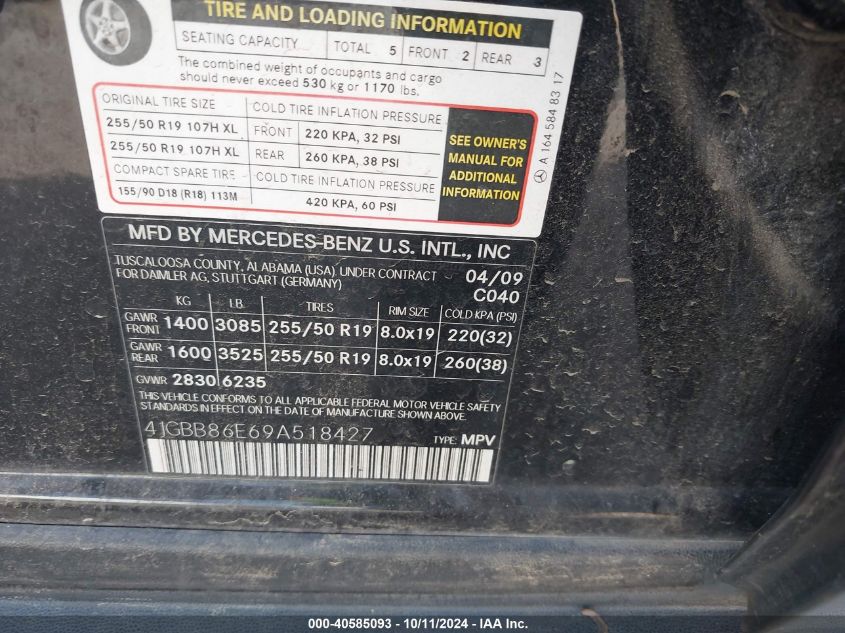 TIRE AND LOADING INFORMATION
SEATING CAPACITY TOTAL 5 FRONT 2 REAR 3
The combined weight of occupants and cargo
should never exceed 530 kg or 1170 lbs.
ORIGINAL TIRE SIZE COLD TIRE INFLATION PRESSURE
255/50 R19 107H XL FRONT 220 KPA, 32 PSI
255/50 R19 107H XL REAR 260 KPA, 38 PSI
COMPACT SPARE TIRE COLD TIRE INFLATION PRESSURE
155/90 D18 (R18) 113M 420 KPA, 60 PSI
SEE OWNER'S
MANUAL FOR
ADDITIONAL
INFORMATION
A 164 584 83 17
MFD BY MERCEDES-BENZ U.S. INTL., INC
TUSCALOOSA COUNTY, ALABAMA (USA) UNDER CONTRACT 04/09
FOR DAIMLER AG, STUTTGART (GERMANY) C040
KG LB TIRES RIM SIZE COLD KPA (PSI)
GAWR FRONT 1400 3085 255/50 R19 8.0x19 220(32)
GAWR REAR 1600 3525 255/50 R19 8.0x19 260(38)
GVWR 2830 6235
THIS VEHICLE CONFORMS TO ALL APPLICABLE FEDERAL MOTOR VEHICLE SAFETY
STANDARDS IN EFFECT ON THE DATE OF MANUFACTURE SHOWN ABOVE.
4JGBB86E69A518427 TYPE: MPV
000-40585093 - 10/11/2024 - IAA Inc.